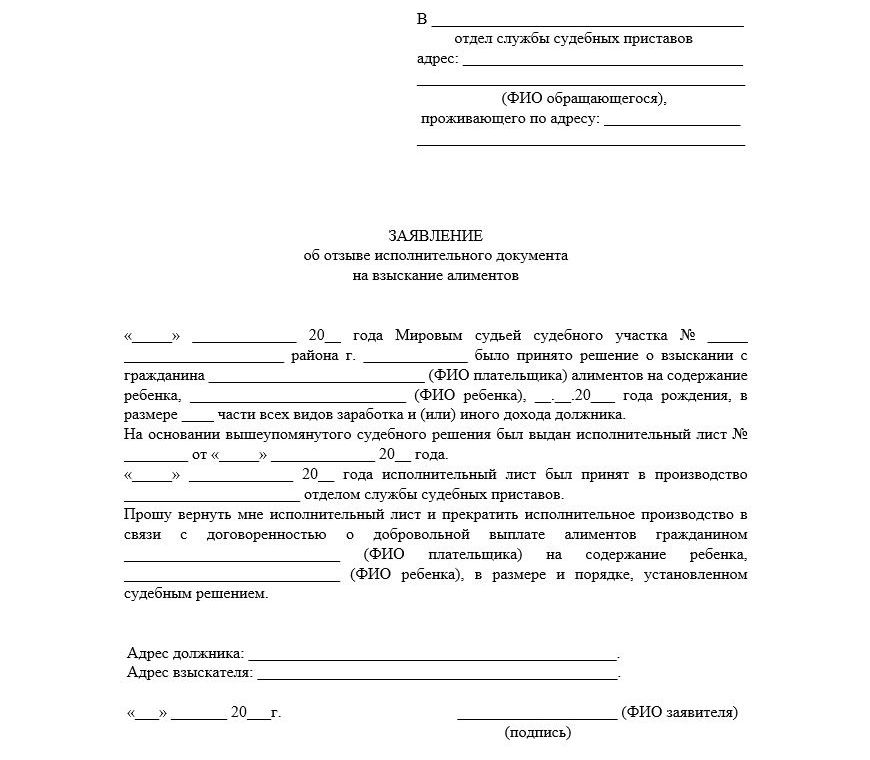 В _______________________________________
отдел службы судебных приставов
адрес: ___________________________________
_________________________________________
(ФИО обращающегося),
проживающего по адресу: _________________
_________________________________________
ЗАЯВЛЕНИЕ
об отзыве исполнительного документа
на взыскание алиментов
«_____» _____________ 20__ года Мировым судьей судебного участка № _____
____________________ района г. _____________ было принято решение о взыскании с
гражданина ___________________________ (ФИО плательщика) алиментов на содержание
ребенка, ___________________________ (ФИО ребенка), __.__.20___ года рождения, в
размере ____ части всех видов заработка и (или) иного дохода должника.
На основании вышеупомянутого судебного решения был выдан исполнительный лист №
________ от «_____» _____________ 20__ года.
«_____» _____________ 20__ года исполнительный лист был принят в производство
______________________ отделом службы судебных приставов.
Прошу вернуть мне исполнительный лист и прекратить исполнительное производство в
связи с договоренностью о добровольной выплате алиментов гражданином
___________________________ (ФИО плательщика) на содержание ребенка,
___________________________ (ФИО ребенка), в размере и порядке, установленном
судебным решением.
Адрес должника: ______________________________________________.
Адрес взыскателя: _____________________________________________.
«___» _______ 20___г. ____________________ (ФИО заявителя)
(подпись)